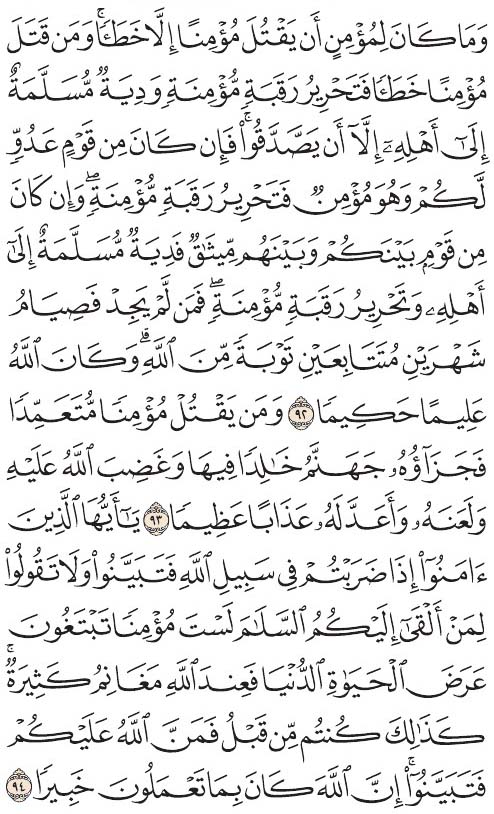 وَمَا كَانَ لِمُؤْمِنٍ أَن يَقْتُلَ مُؤْمِنًا إِلَّا خَطَـًٔا ۚ وَمَن قَتَلَ
مُؤْمِنًا خَطَـًٔا فَتَحْرِيرُ رَقَبَةٍ مُّؤْمِنَةٍ وَدِيَةٌ مُّسَلَّمَةٌ
إِلَىٰٓ أَهْلِهِۦٓ إِلَّآ أَن يَصَّدَّقُوا۟ ۚ فَإِن كَانَ مِن قَوْمٍ عَدُوٍّ
لَّكُمْ وَهُوَ مُؤْمِنٌ فَتَحْرِيرُ رَقَبَةٍ مُّؤْمِنَةٍ ۖ وَإِن كَانَ
مِن قَوْمٍۭ بَيْنَكُمْ وَبَيْنَهُم مِّيثَـٰقٌ فَدِيَةٌ مُّسَلَّمَةٌ إِلَىٰٓ
أَهْلِهِۦ وَتَحْرِيرُ رَقَبَةٍ مُّؤْمِنَةٍ ۖ فَمَن لَّمْ يَجِدْ فَصِيَامُ
شَهْرَيْنِ مُتَتَابِعَيْنِ تَوْبَةً مِّنَ ٱللَّهِ ۗ وَكَانَ ٱللَّهُ
عَلِيمًا حَكِيمًا ٩٢ وَمَن يَقْتُلْ مُؤْمِنًا مُّتَعَمِّدًا
فَجَزَآؤُهُۥ جَهَنَّمُ خَـٰلِدًا فِيهَا وَغَضِبَ ٱللَّهُ عَلَيْهِ
وَلَعَنَهُۥ وَأَعَدَّ لَهُۥ عَذَابًا عَظِيمًا ٩٣ يَـٰٓأَيُّهَا ٱلَّذِينَ
ءَامَنُوٓا۟ إِذَا ضَرَبْتُمْ فِى سَبِيلِ ٱللَّهِ فَتَبَيَّنُوا۟ وَلَا تَقُولُوا۟
لِمَنْ أَلْقَىٰٓ إِلَيْكُمُ ٱلسَّلَـٰمَ لَسْتَ مُؤْمِنًا تَبْتَغُونَ
عَرَضَ ٱلْحَيَوٰةِ ٱلدُّنْيَا فَعِندَ ٱللَّهِ مَغَانِمُ كَثِيرَةٌ ۚ
كَذَٰلِكَ كُنتُم مِّن قَبْلُ فَمَنَّ ٱللَّهُ عَلَيْكُمْ
فَتَبَيَّنُوٓا۟ ۚ إِنَّ ٱللَّهَ كَانَ بِمَا تَعْمَلُونَ خَبِيرًا ٩٤